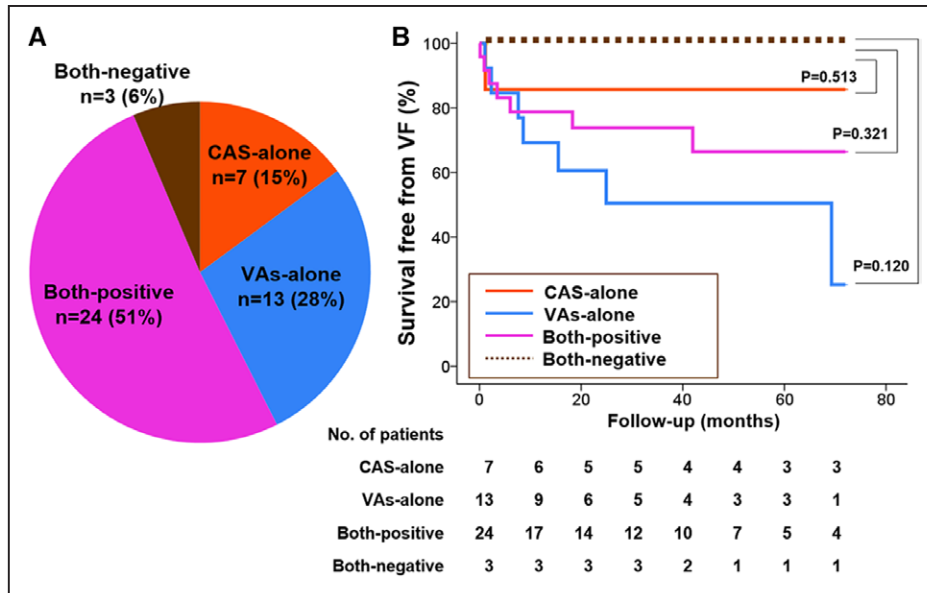 A
Both-negative
n=3 (6%)
CAS-alone
n=7 (15%)
VAs-alone
n=13 (28%)
Both-positive
n=24 (51%)
B
Survival free from VF (%)
100
80
60
40
20
0
P=0.513
P=0.321
P=0.120
CAS-alone
VAs-alone
Both-positive
Both-negative
0 20 40 60 80
Follow-up (months)
No. of patients
CAS-alone 7 6 5 5 4 4 3 3
VAs-alone 13 9 6 5 4 3 3 1
Both-positive 24 17 14 12 10 7 5 4
Both-negative 3 3 3 3 2 1 1 1